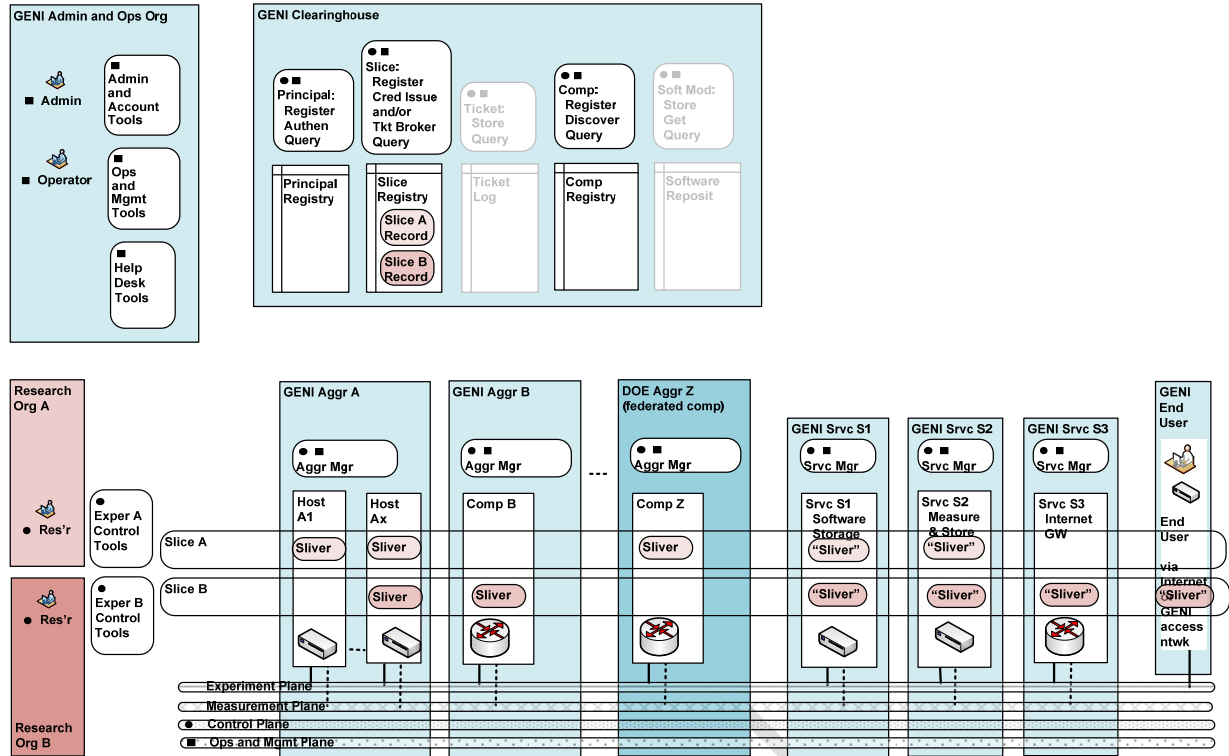 GENI Admin and Ops Org
Admin
Admin
and
Account
Tools
Operator
Ops
and
Mgmt
Tools
Help
Desk
Tools
GENI Clearinghouse
Principal:
Register
Authen
Query
Slice:
Register
Cred Issue
and/or
Tkt Broker
Query
Ticket:
Store
Query
Comp:
Register
Discover
Query
Soft Mod:
Store
Get
Query
Principal
Registry
Slice
Registry
Slice A
Record
Slice B
Record
Ticket
Log
Comp
Registry
Software
Reposit
Research
Org A
Res'r
Exper A
Control
Tools
Research
Org B
Res'r
Exper B
Control
Tools
Slice A
Slice B
GENI Aggr A
Aggr Mgr
Host
A1
Sliver
Host
Ax
Sliver
Sliver
GENI Aggr B
Aggr Mgr
Comp B
Sliver
...
DOE Aggr Z
(federated comp)
Aggr Mgr
Comp Z
Sliver
GENI Srvc S1
Srvc Mgr
Srvc S1
Software
Storage
“Sliver”
“Sliver”
GENI Srvc S2
Srvc Mgr
Srvc S2
Measure
& Store
“Sliver”
“Sliver”
GENI Srvc S3
Srvc Mgr
Srvc S3
Internet
GW
“Sliver”
GENI
End
User
End
User
via
Internet
“Sliver”
GENI
access
ntwk
Experiment Plane
Measurement Plane
Control Plane
Ops and Mgmt Plane